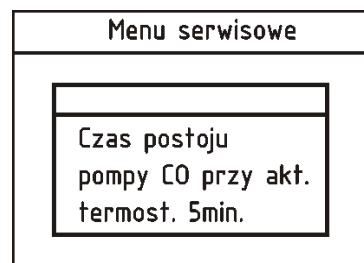 Menu serwisowe
Czas postoju
pompy CO przy akt.
termost. 5min.